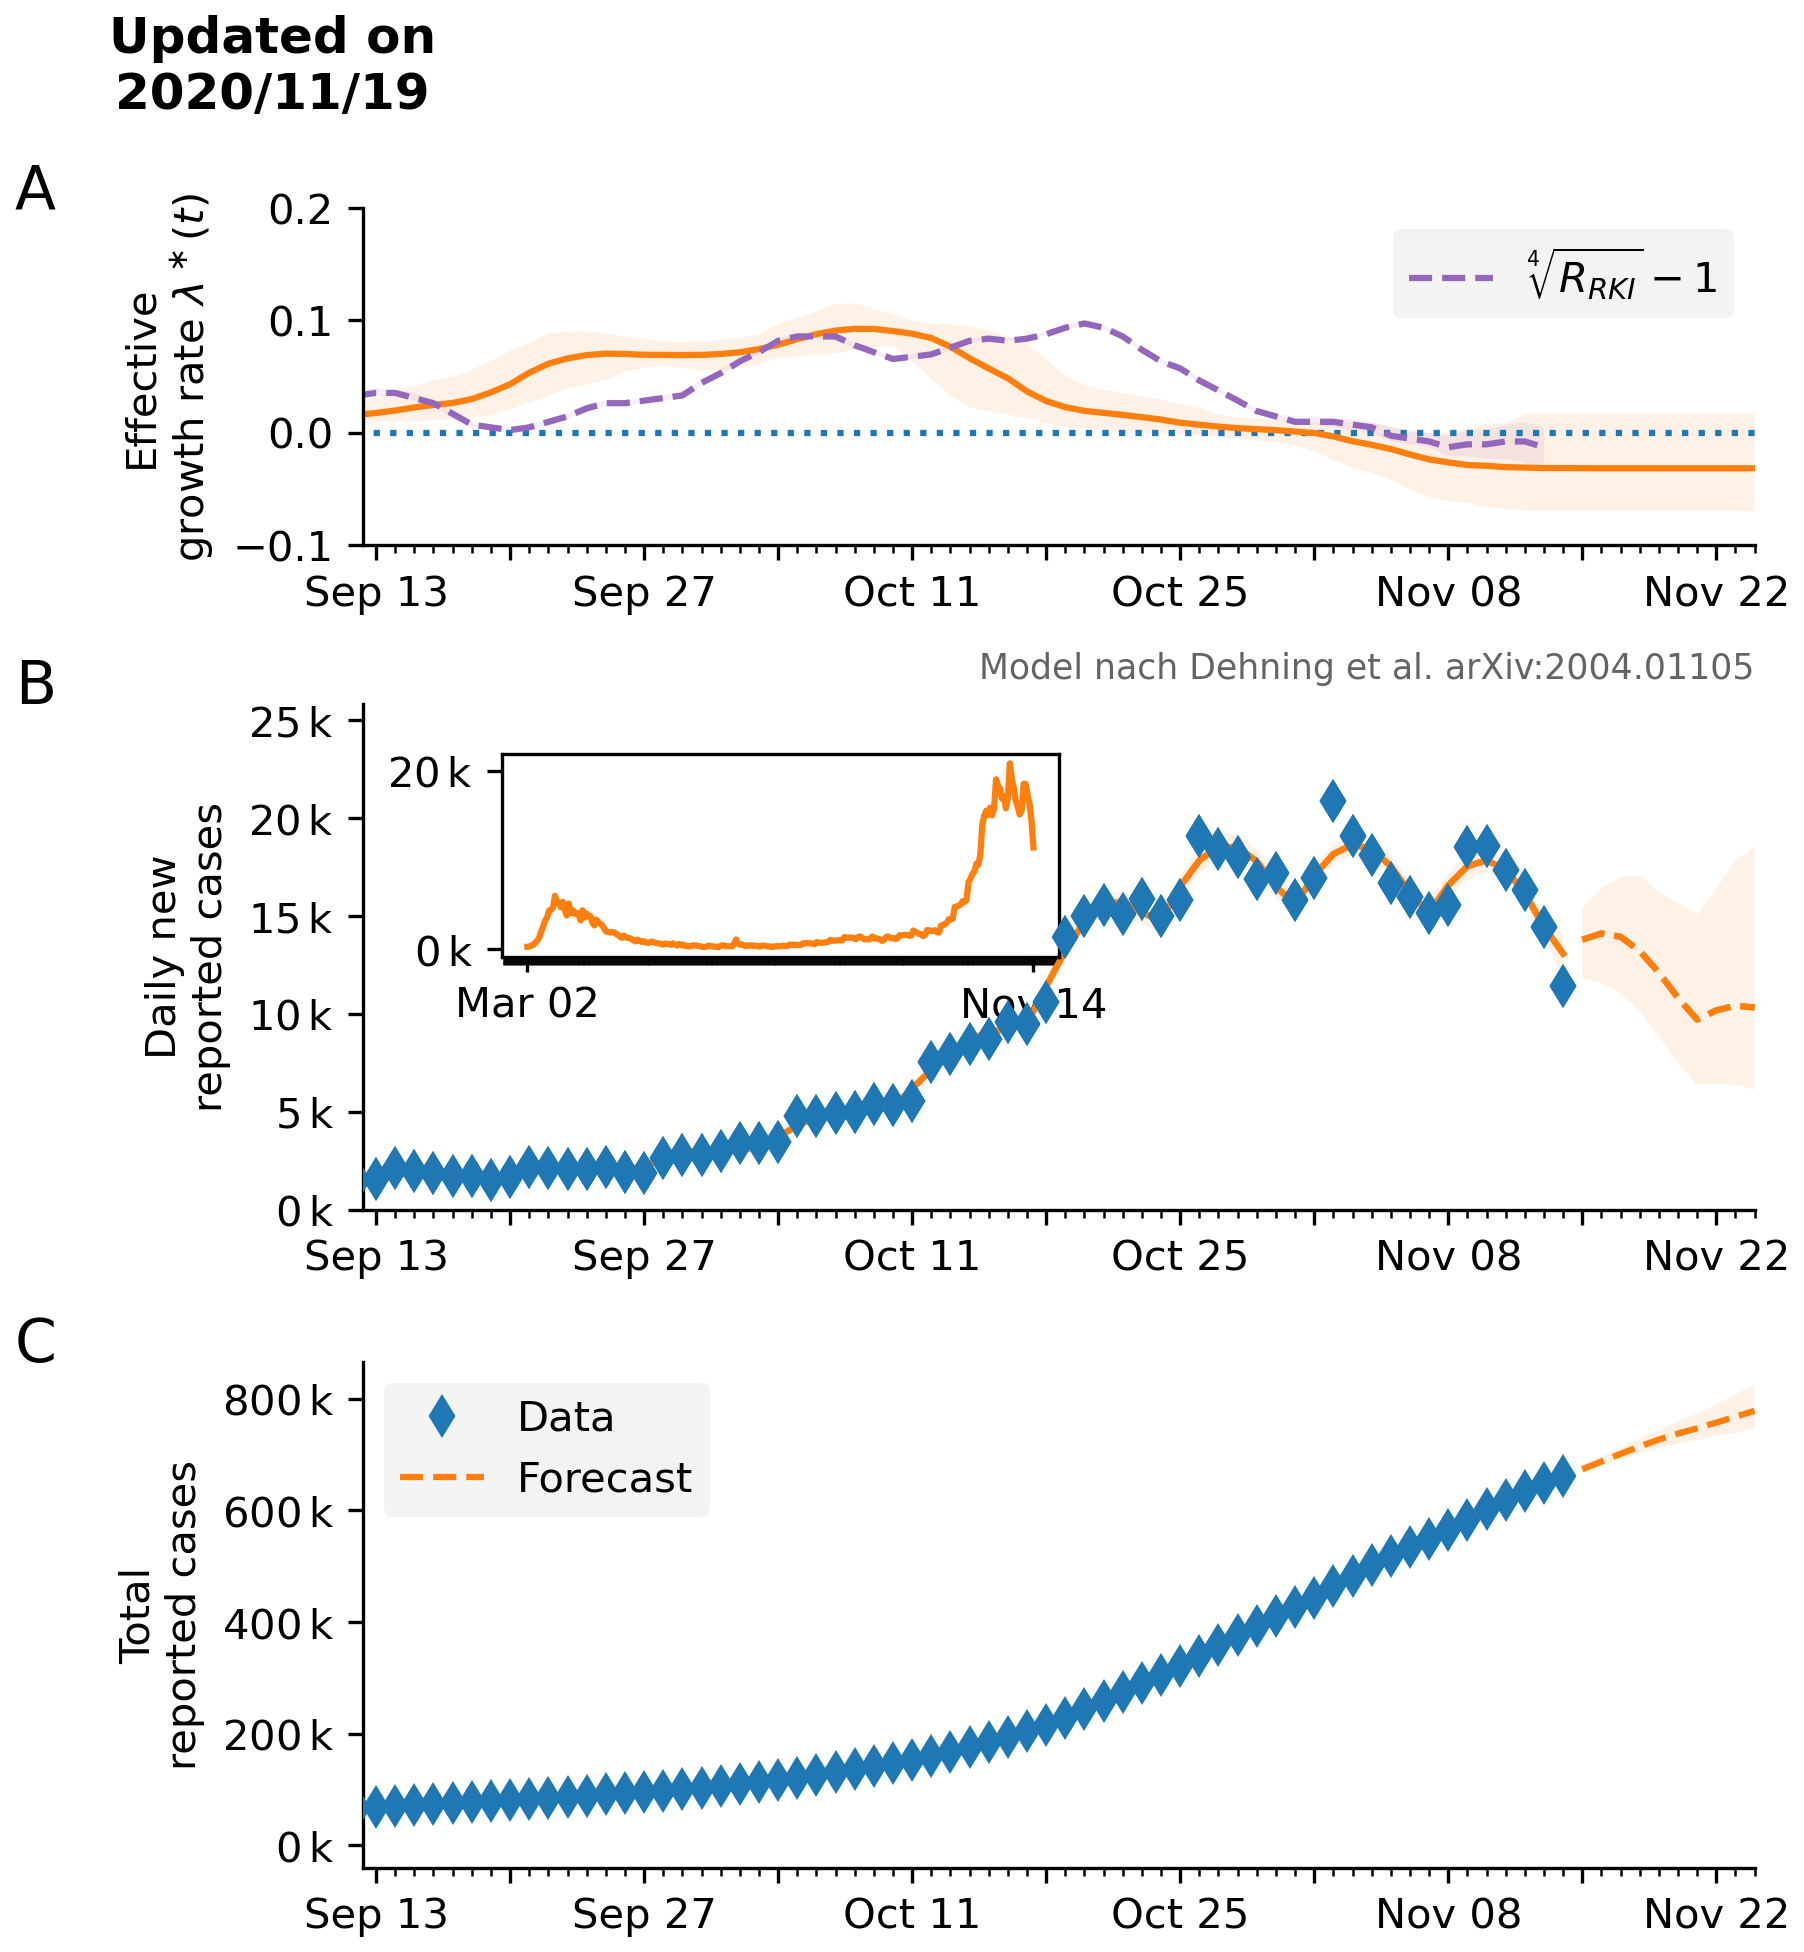 Updated on
2020/11/19
A
Effective
growth rate λ * (t)
0.2
0.1
0.0
−0.1
∜R_RKI − 1
Sep 13 Sep 27 Oct 11 Oct 25 Nov 08 Nov 22
Model nach Dehning et al. arXiv:2004.01105
B
Daily new
reported cases
25 k
20 k
15 k
10 k
5 k
0 k
20 k
0 k
Mar 02 Nov 14
Sep 13 Sep 27 Oct 11 Oct 25 Nov 08 Nov 22
C
Total
reported cases
800 k
600 k
400 k
200 k
0 k
Data
Forecast
Sep 13 Sep 27 Oct 11 Oct 25 Nov 08 Nov 22